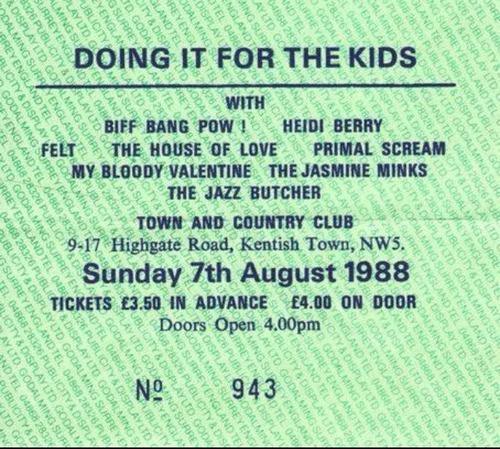 DOING IT FOR THE KIDS
WITH
BIFF BANG POW ! HEIDI BERRY
FELT THE HOUSE OF LOVE PRIMAL SCREAM
MY BLOODY VALENTINE THE JASMINE MINKS
THE JAZZ BUTCHER
TOWN AND COUNTRY CLUB
9-17 Highgate Road, Kentish Town, NW5.
Sunday 7th August 1988
TICKETS £3.50 IN ADVANCE £4.00 ON DOOR
Doors Open 4.00pm
Nº 943